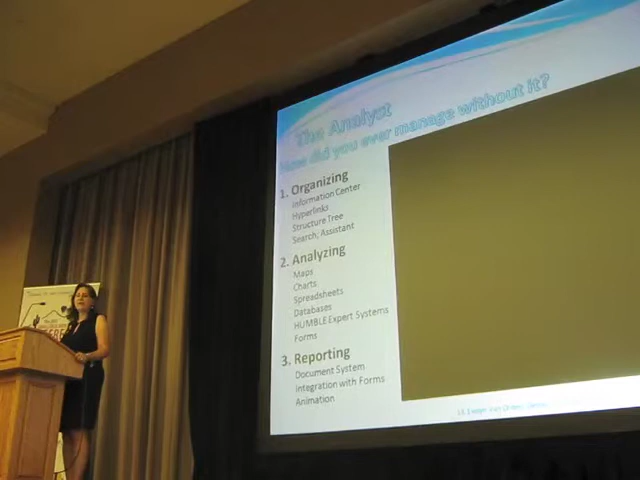 The Analyst
How did you ever manage without it?
1. Organizing
Information Center
Hyperlinks
Structure Tree
Search, Assistant
2. Analyzing
Maps
Charts
Spreadsheets
Databases
HUMBLE Expert Systems
Forms
3. Reporting
Document System
Integration with Forms
Animation